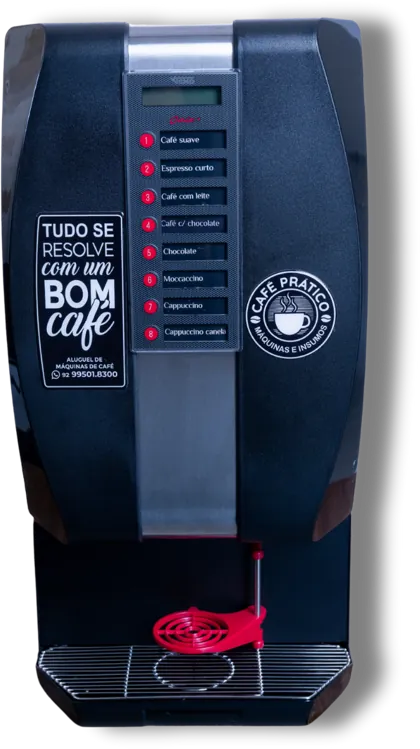 1 Café suave
2 Espresso curto
3 Café com leite
4 Café c/ chocolate
5 Chocolate
6 Moccaccino
7 Cappuccino
8 Cappuccino canela
TUDO SE
RESOLVE
com um
BOM
café
ALUGUEL DE
MÁQUINAS DE CAFÉ
92 99501.8300
CAFÉ PRÁTICO
MÁQUINAS E INSUMOS